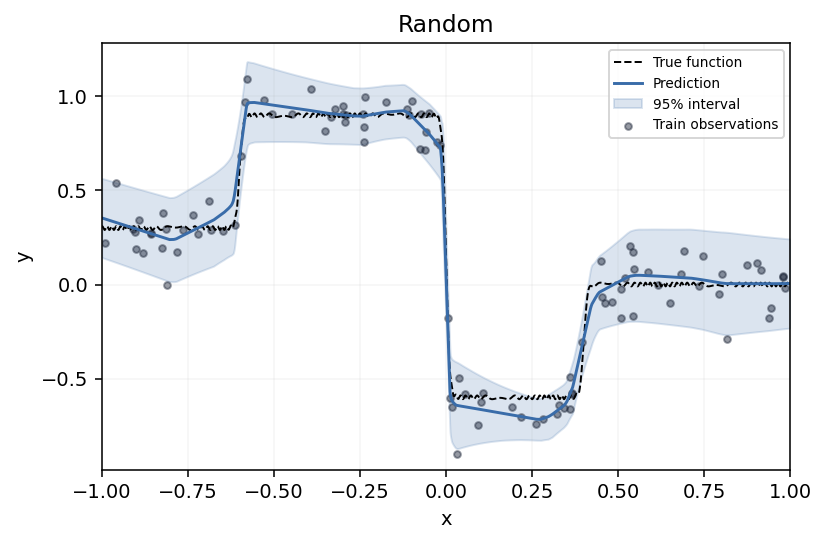 Random
True function
Prediction
95% interval
Train observations
1.0
0.5
0.0
−0.5
y
−1.00 −0.75 −0.50 −0.25 0.00 0.25 0.50 0.75 1.00
x